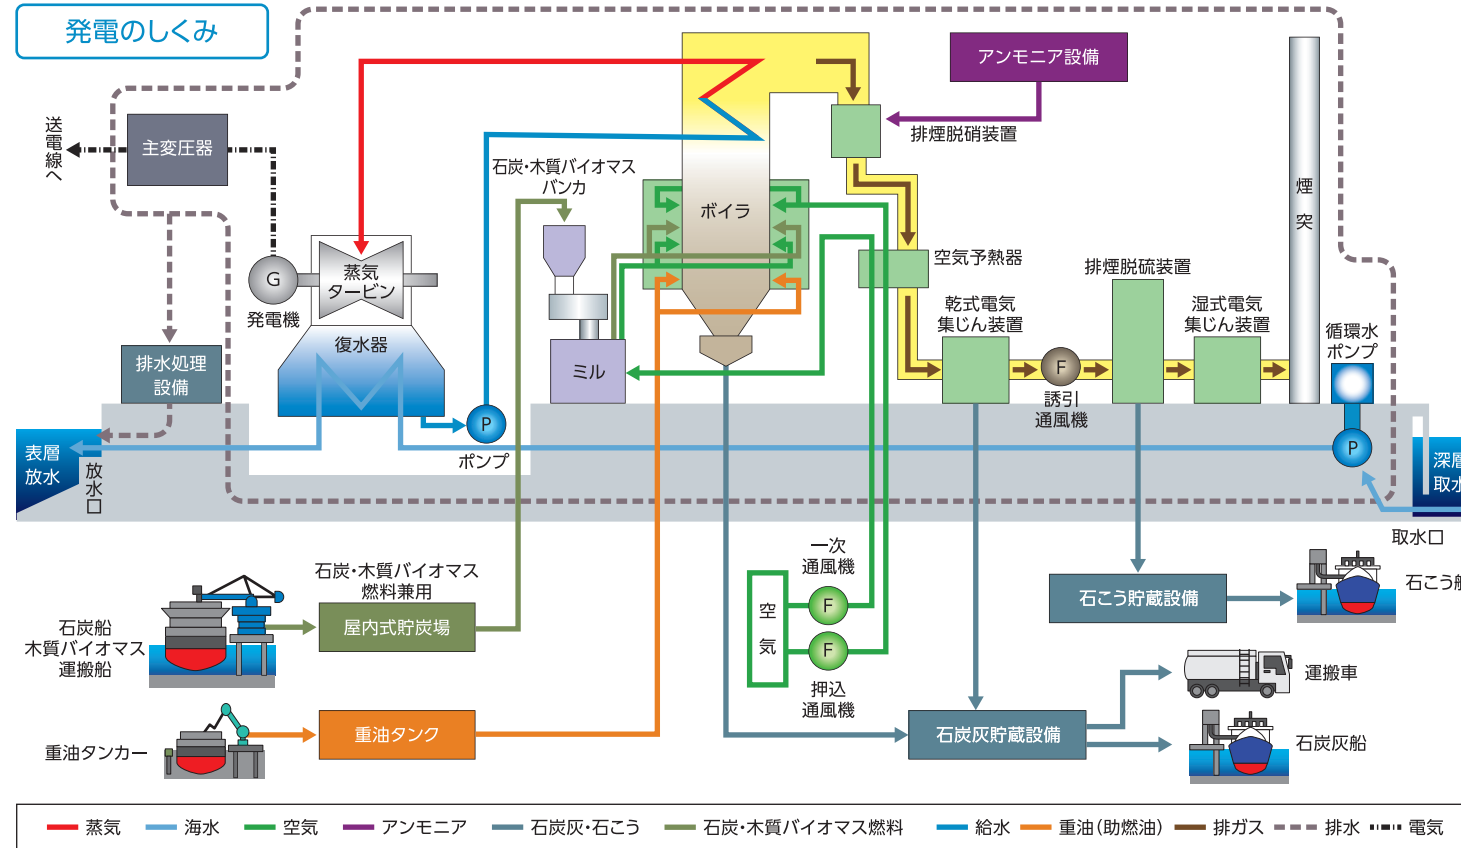 発電のしくみ
アンモニア設備
送電線へ
主変圧器
排煙脱硝装置
石炭・木質バイオマス
バンカ
ボイラ
煙突
空気予熱器
排煙脱硫装置
蒸気
タービン
G
発電機
乾式電気
集じん装置
湿式電気
集じん装置
循環水
ポンプ
復水器
排水処理
設備
ミル
F
誘引
通風機
P
ポンプ
P
表層
放水
放水口
深層
取水
取水口
一次
通風機
石炭・木質バイオマス
燃料兼用
F
空気
石こう貯蔵設備
石こう船
石炭船
木質バイオマス
運搬船
屋内式貯炭場
F
押込
通風機
運搬車
重油タンカー
重油タンク
石炭灰貯蔵設備
石炭灰船
蒸気
海水
空気
アンモニア
石炭灰・石こう
石炭・木質バイオマス燃料
給水
重油(助燃油)
排ガス
排水
電気